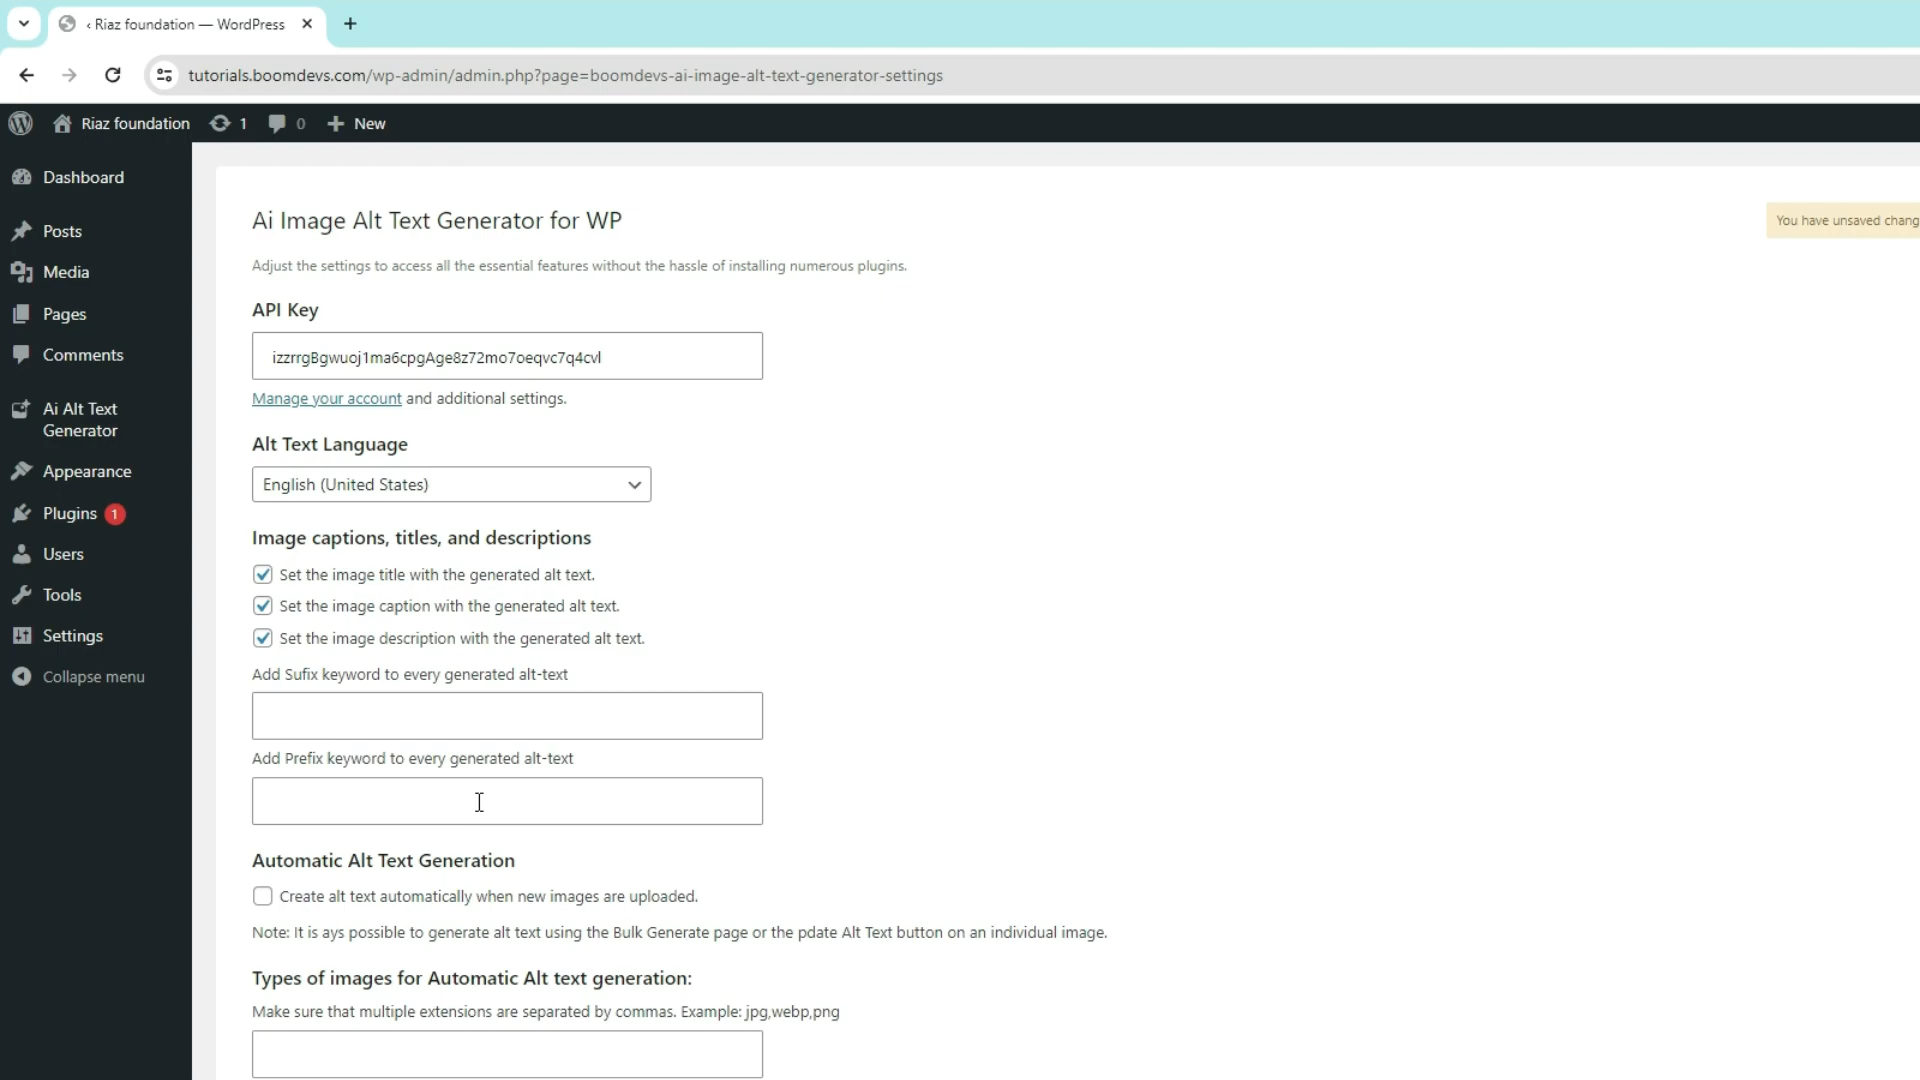 ‹ Riaz foundation — WordPress
tutorials.boomdevs.com/wp-admin/admin.php?page=boomdevs-ai-image-alt-text-generator-settings
Riaz foundation 1 0 New
Dashboard
Posts
Media
Pages
Comments
Ai Alt Text
Generator
Appearance
Plugins 1
Users
Tools
Settings
Collapse menu
Ai Image Alt Text Generator for WP
You have unsaved chang
Adjust the settings to access all the essential features without the hassle of installing numerous plugins.
API Key
izzrrgBgwuoj1ma6cpgAge8z72mo7oeqvc7q4cvl
Manage your account and additional settings.
Alt Text Language
English (United States)
Image captions, titles, and descriptions
Set the image title with the generated alt text.
Set the image caption with the generated alt text.
Set the image description with the generated alt text.
Add Sufix keyword to every generated alt-text
Add Prefix keyword to every generated alt-text
Automatic Alt Text Generation
Create alt text automatically when new images are uploaded.
Note: It is ays possible to generate alt text using the Bulk Generate page or the pdate Alt Text button on an individual image.
Types of images for Automatic Alt text generation:
Make sure that multiple extensions are separated by commas. Example: jpg,webp,png